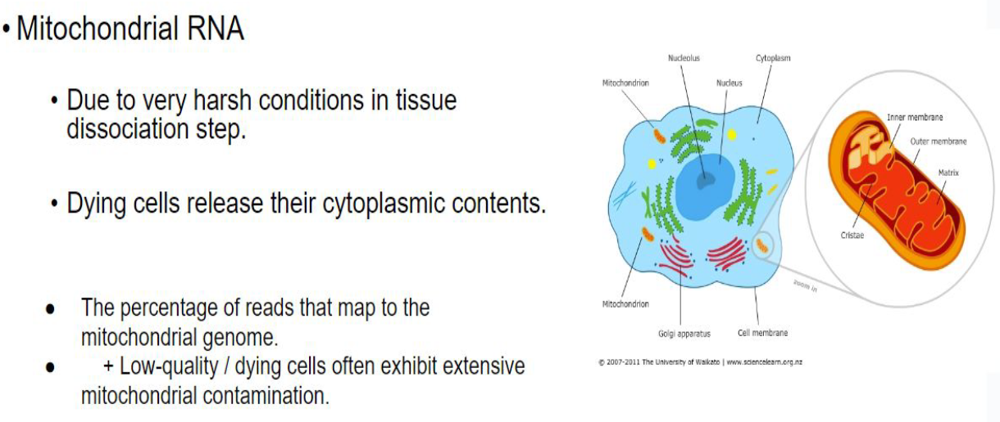 • Mitochondrial RNA
• Due to very harsh conditions in tissue
dissociation step.
• Dying cells release their cytoplasmic contents.
● The percentage of reads that map to the
mitochondrial genome.
● + Low-quality / dying cells often exhibit extensive
mitochondrial contamination.
Nucleolus
Cytoplasm
Mitochondrion
Nucleus
Inner membrane
Outer membrane
Matrix
Cristae
zoom in
Mitochondrion
Golgi apparatus
Cell membrane
© 2007-2011 The University of Waikato | www.sciencelearn.org.nz